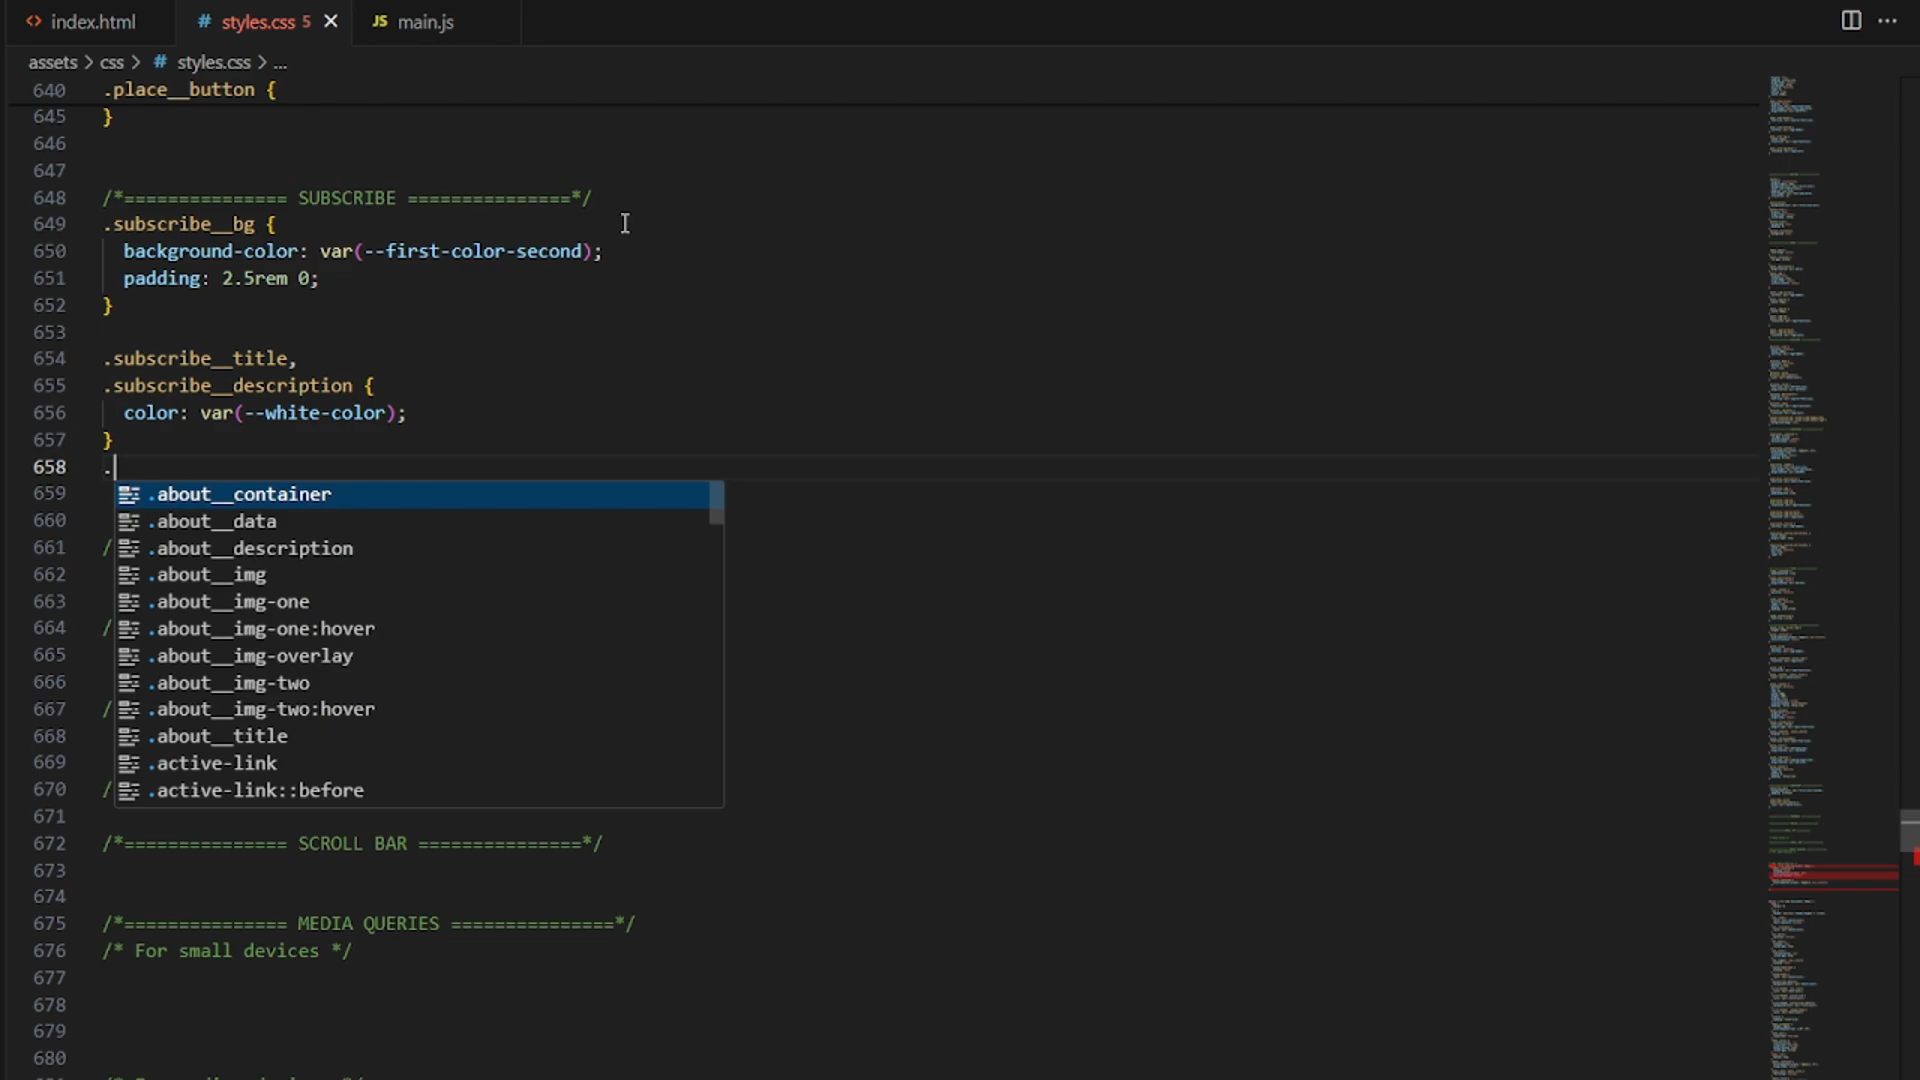 index.html
# styles.css 5
JS main.js
assets > css > # styles.css > ...
640 .place__button {
645 }
646
647
648 /*=============== SUBSCRIBE ===============*/
649 .subscribe__bg {
650 background-color: var(--first-color-second);
651 padding: 2.5rem 0;
652 }
653
654 .subscribe__title,
655 .subscribe__description {
656 color: var(--white-color);
657 }
658 .
659 .about__container
660 .about__data
661 / .about__description
662 .about__img
663 .about__img-one
664 / .about__img-one:hover
665 .about__img-overlay
666 .about__img-two
667 / .about__img-two:hover
668 .about__title
669 .active-link
670 / .active-link::before
671
672 /*=============== SCROLL BAR ===============*/
673
674
675 /*=============== MEDIA QUERIES ===============*/
676 /* For small devices */
677
678
679
680